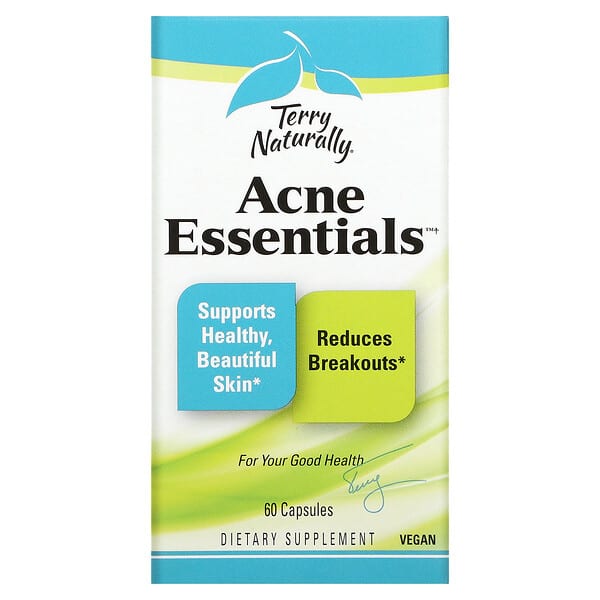 Terry
Naturally®
Acne
Essentials™†
Supports
Healthy,
Beautiful
Skin*
Reduces
Breakouts*
For Your Good Health
Terry
60 Capsules
DIETARY SUPPLEMENT
VEGAN